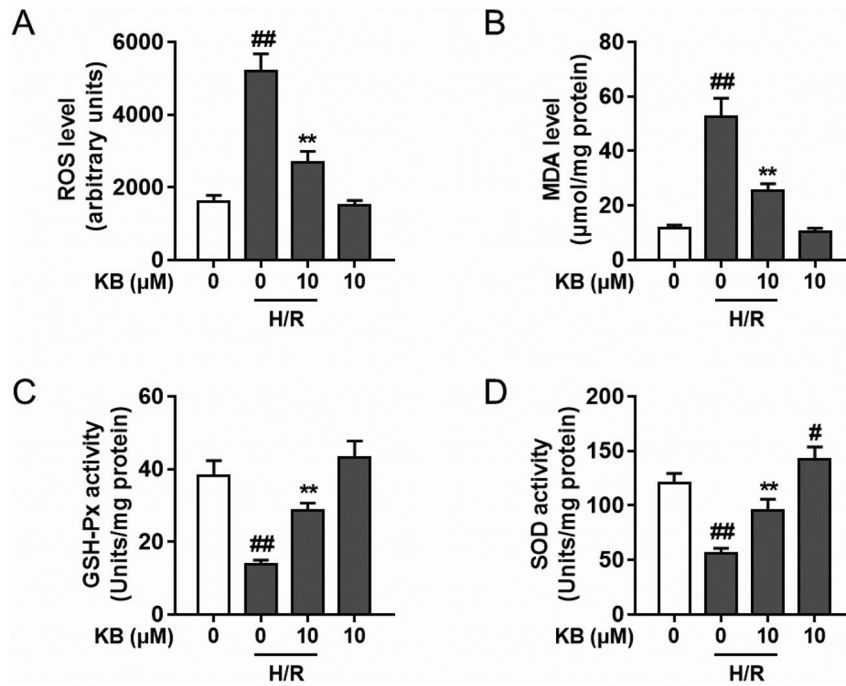 A
ROS level
(arbitrary units)
6000
4000
2000
0
##
**
KB (μM) 0 0 10 10
H/R
B
MDA level
(μmol/mg protein)
80
60
40
20
0
##
**
KB (μM) 0 0 10 10
H/R
C
GSH-Px activity
(Units/mg protein)
60
40
20
0
##
**
KB (μM) 0 0 10 10
H/R
D
SOD activity
(Units/mg protein)
200
150
100
50
0
##
**
#
KB (μM) 0 0 10 10
H/R